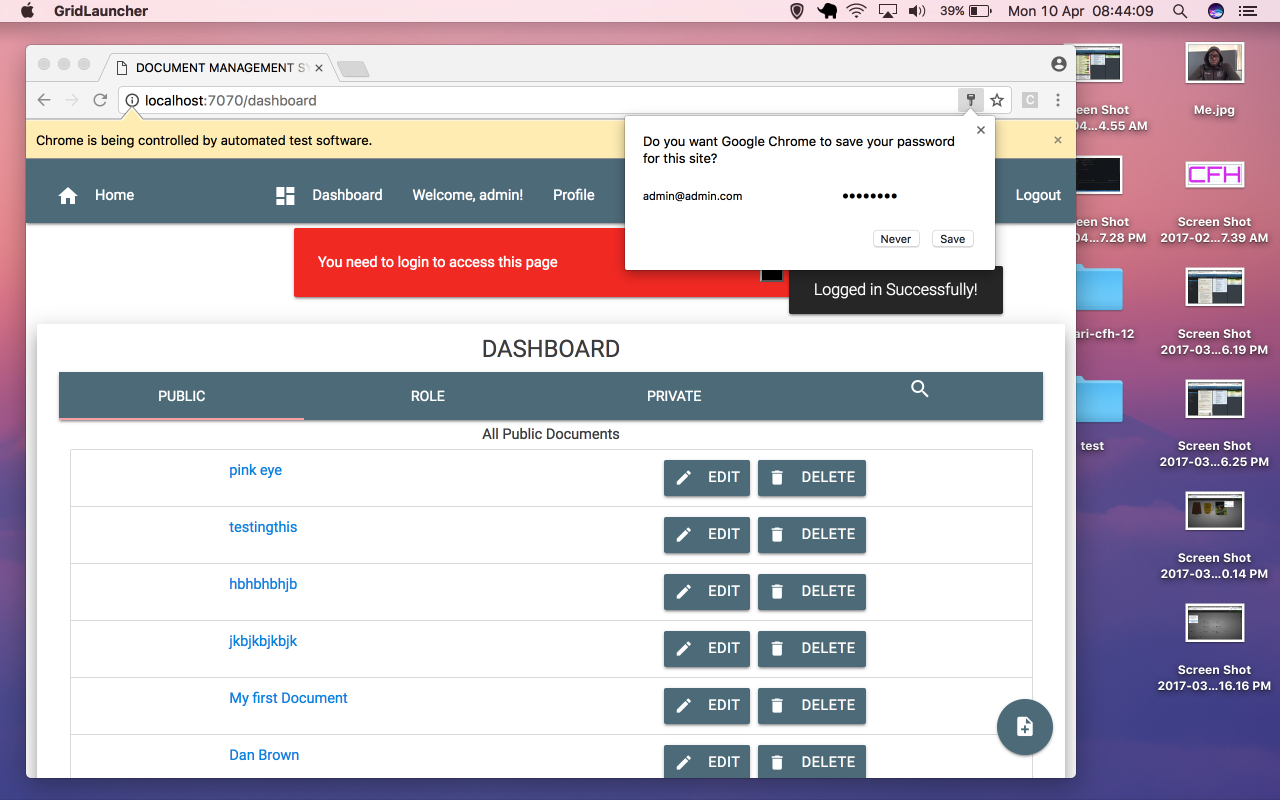 GridLauncher
39%
Mon 10 Apr 08:44:09
DOCUMENT MANAGEMENT SY
localhost:7070/dashboard
C
Chrome is being controlled by automated test software.
Do you want Google Chrome to save your password
for this site?
admin@admin.com
••••••••
Never
Save
Home
Dashboard
Welcome, admin!
Profile
Logout
You need to login to access this page
Logged in Successfully!
DASHBOARD
PUBLIC
ROLE
PRIVATE
All Public Documents
pink eye
EDIT
DELETE
testingthis
EDIT
DELETE
hbhbhbhjb
EDIT
DELETE
jkbjkbjkbjk
EDIT
DELETE
My first Document
EDIT
DELETE
Dan Brown
EDIT
DELETE
een Shot
04...4.55 AM
Me.jpg
een Shot
04...7.28 PM
CFH
Screen Shot
2017-02...7.39 AM
ari-cfh-12
Screen Shot
2017-03...6.19 PM
test
Screen Shot
2017-03...6.25 PM
Screen Shot
2017-03...0.14 PM
Screen Shot
2017-03...16.16 PM